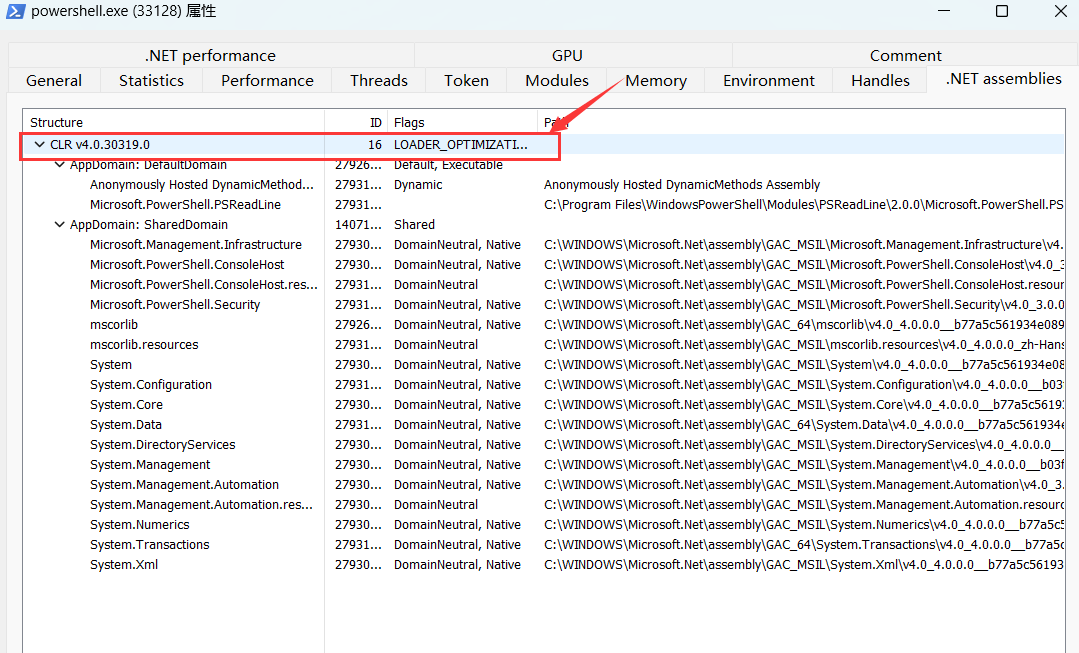 powershell.exe (33128) 属性
.NET performance GPU Comment
General Statistics Performance Threads Token Modules Memory Environment Handles .NET assemblies
Structure ID Flags
CLR v4.0.30319.0 16 LOADER_OPTIMIZATI...
AppDomain: DefaultDomain 27926... Default, Executable
Anonymously Hosted DynamicMethod... 27931... Dynamic Anonymously Hosted DynamicMethods Assembly
Microsoft.PowerShell.PSReadLine 27931... C:\Program Files\WindowsPowerShell\Modules\PSReadLine\2.0.0\Microsoft.PowerShell.PS
AppDomain: SharedDomain 14071... Shared
Microsoft.Management.Infrastructure 27930... DomainNeutral, Native C:\WINDOWS\Microsoft.Net\assembly\GAC_MSIL\Microsoft.Management.Infrastructure\v4.
Microsoft.PowerShell.ConsoleHost 27930... DomainNeutral, Native C:\WINDOWS\Microsoft.Net\assembly\GAC_MSIL\Microsoft.PowerShell.ConsoleHost\v4.0_3
Microsoft.PowerShell.ConsoleHost.res... 27931... DomainNeutral C:\WINDOWS\Microsoft.Net\assembly\GAC_MSIL\Microsoft.PowerShell.ConsoleHost.resour
Microsoft.PowerShell.Security 27931... DomainNeutral, Native C:\WINDOWS\Microsoft.Net\assembly\GAC_MSIL\Microsoft.PowerShell.Security\v4.0_3.0.0
mscorlib 27926... DomainNeutral, Native C:\WINDOWS\Microsoft.Net\assembly\GAC_64\mscorlib\v4.0_4.0.0.0__b77a5c561934e089
mscorlib.resources 27931... DomainNeutral C:\WINDOWS\Microsoft.Net\assembly\GAC_MSIL\mscorlib.resources\v4.0_4.0.0.0_zh-Hans
System 27930... DomainNeutral, Native C:\WINDOWS\Microsoft.Net\assembly\GAC_MSIL\System\v4.0_4.0.0.0__b77a5c561934e08
System.Configuration 27931... DomainNeutral, Native C:\WINDOWS\Microsoft.Net\assembly\GAC_MSIL\System.Configuration\v4.0_4.0.0.0__b03
System.Core 27930... DomainNeutral, Native C:\WINDOWS\Microsoft.Net\assembly\GAC_MSIL\System.Core\v4.0_4.0.0.0__b77a5c5619
System.Data 27931... DomainNeutral, Native C:\WINDOWS\Microsoft.Net\assembly\GAC_64\System.Data\v4.0_4.0.0.0__b77a5c561934
System.DirectoryServices 27930... DomainNeutral, Native C:\WINDOWS\Microsoft.Net\assembly\GAC_MSIL\System.DirectoryServices\v4.0_4.0.0.0__
System.Management 27930... DomainNeutral, Native C:\WINDOWS\Microsoft.Net\assembly\GAC_MSIL\System.Management\v4.0_4.0.0.0__b03f
System.Management.Automation 27930... DomainNeutral, Native C:\WINDOWS\Microsoft.Net\assembly\GAC_MSIL\System.Management.Automation\v4.0_3.
System.Management.Automation.res... 27930... DomainNeutral C:\WINDOWS\Microsoft.Net\assembly\GAC_MSIL\System.Management.Automation.resourc
System.Numerics 27930... DomainNeutral, Native C:\WINDOWS\Microsoft.Net\assembly\GAC_MSIL\System.Numerics\v4.0_4.0.0.0__b77a5c5
System.Transactions 27931... DomainNeutral, Native C:\WINDOWS\Microsoft.Net\assembly\GAC_64\System.Transactions\v4.0_4.0.0.0__b77a5c
System.Xml 27930... DomainNeutral, Native C:\WINDOWS\Microsoft.Net\assembly\GAC_MSIL\System.Xml\v4.0_4.0.0.0__b77a5c56193